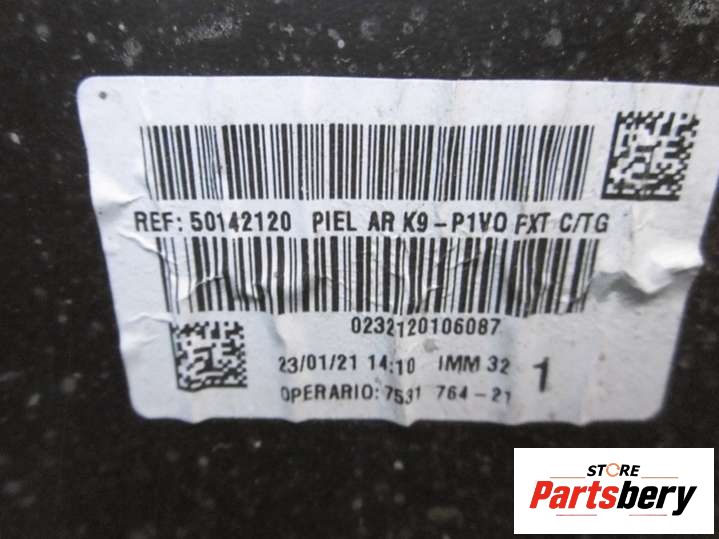 REF: 50142120 PIEL AR K9-P1VO FXT C/TG
0232120106087
23/01/21 14:10 IMM 32 1
OPERARIO: 7531 764-21
STORE
Partsbery